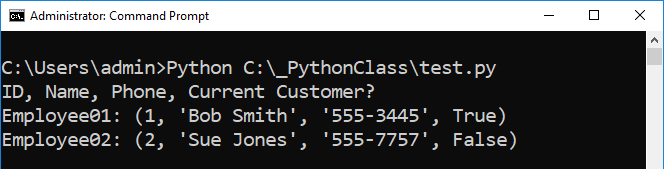 Administrator: Command Prompt
C:\Users\admin>Python C:\_PythonClass\test.py
ID, Name, Phone, Current Customer?
Employee01: (1, 'Bob Smith', '555-3445', True)
Employee02: (2, 'Sue Jones', '555-7757', False)